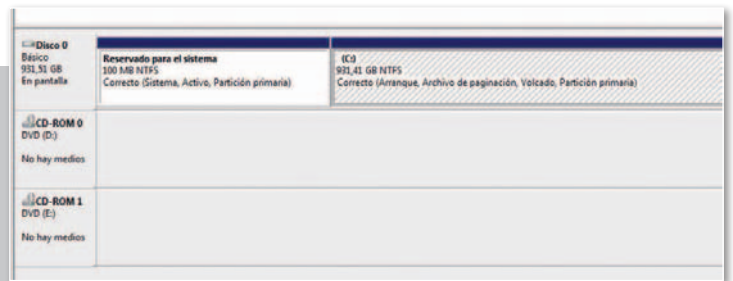 Disco 0
Básico
931,51 GB
En pantalla
Reservado para el sistema
100 MB NTFS
Correcto (Sistema, Activo, Partición primaria)
(C:)
931,41 GB NTFS
Correcto (Arranque, Archivo de paginación, Volcado, Partición primaria)
CD-ROM 0
DVD (D:)
No hay medios
CD-ROM 1
DVD (E:)
No hay medios